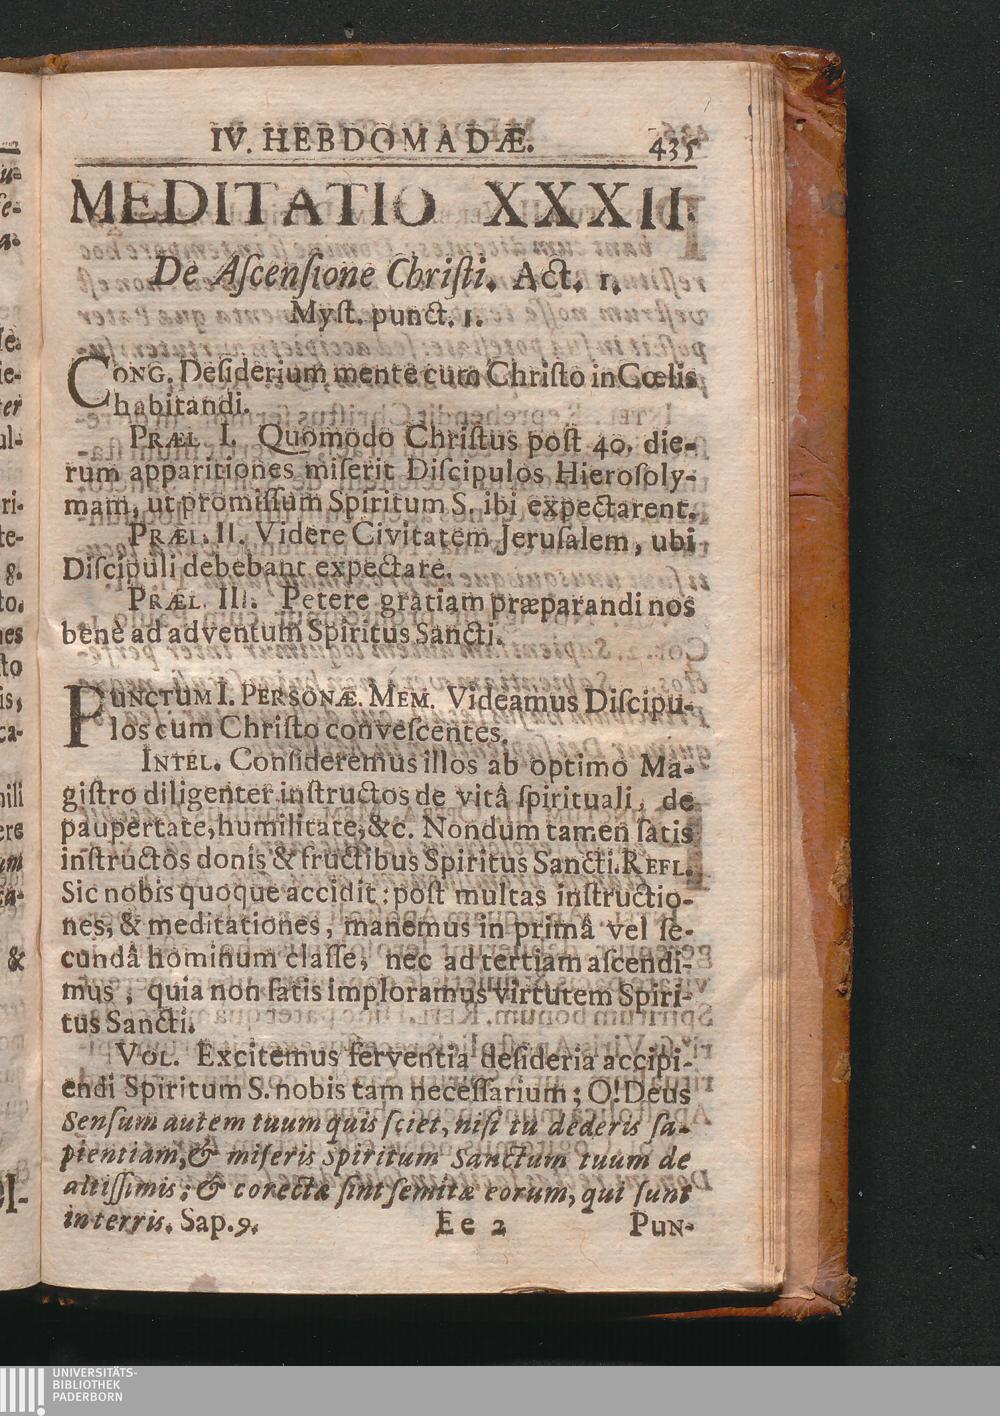 IV. HEBDOMADÆ. 435
MEDITATIO XXXII.
De Aſcenſione Chriſti. Act. 1.
Myſt. punct. 1.
CONG. Deſiderium mente cum Chriſto in Cœlis
habitandi.
PRÆL. I. Quomodo Chriſtus poſt 40. die-
rum apparitiones miſerit Diſcipulos Hieroſoly-
mam, ut promiſſum Spiritum S. ibi expectarent.
PRÆL. II. Videre Civitatem Jeruſalem, ubi
Diſcipuli debebant expectare.
PRÆL. III. Petere gratiam præparandi nos
bene ad adventum Spiritus Sancti.
PUNCTUM I. PERSONÆ. MEM. Videamus Diſcipu-
los cum Chriſto conveſcentes.
INTEL. Conſideremus illos ab optimo Ma-
giſtro diligenter inſtructos de vitâ ſpirituali, de
paupertate, humilitate, &c. Nondum tamen ſatis
inſtructos donis & fructibus Spiritus Sancti. REFL.
Sic nobis quoque accidit: poſt multas inſtructio-
nes, & meditationes, manemus in primâ vel ſe-
cundâ hominum claſſe, nec ad tertiam aſcendi-
mus, quia non ſatis imploramus virtutem Spiri-
tus Sancti.
VOL. Excitemus ferventia deſideria accipi-
endi Spiritum S. nobis tam neceſſarium; O! Deus
Senſum autem tuum quis ſciet, niſi tu dederis ſa-
pientiam, & miſeris Spiritum Sanctum tuum de
altiſſimis; & corectæ ſint ſemitæ eorum, qui ſunt
in terris. Sap. 9. Ee 2 PUN-
UNIVERSITÄTS-
BIBLIOTHEK
PADERBORN